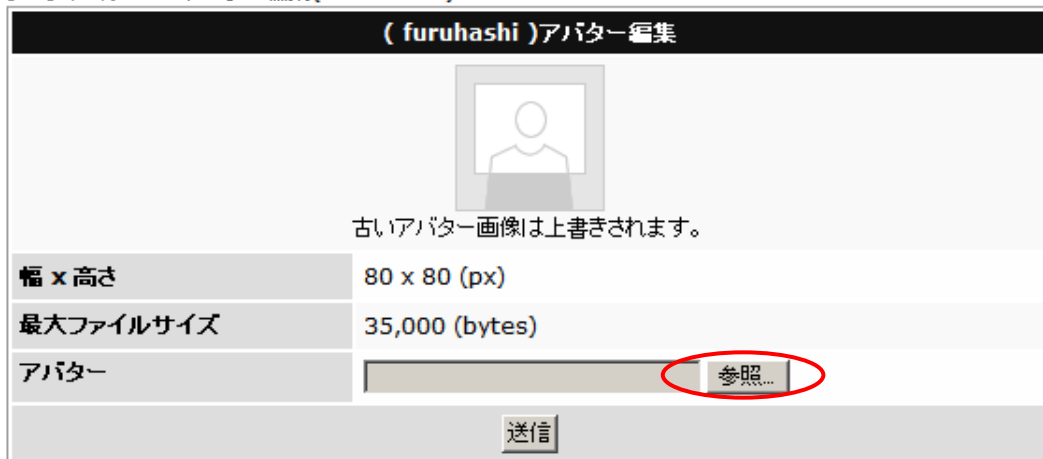 ( furuhashi )アバター編集
古いアバター画像は上書きされます。
幅 x 高さ 80 x 80 (px)
最大ファイルサイズ 35,000 (bytes)
アバター 参照...
送信